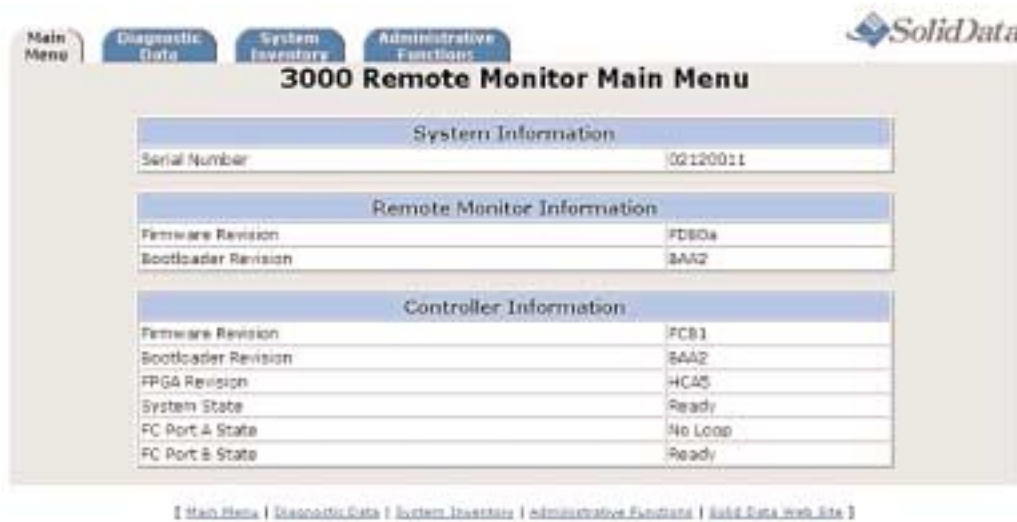 Main Menu
Diagnostic Data
System Inventory
Administrative Functions
SolidData
3000 Remote Monitor Main Menu
System Information
Serial Number 02120011
Remote Monitor Information
Firmware Revision
Bootloader Revision BAA2
Controller Information
Firmware Revision FCB1
Bootloader Revision BAA2
FPGA Revision HCA5
System State Ready
FC Port A State No Loop
FC Port B State Ready
[ Main Menu | Diagnostic Data | System Inventory | Administrative Functions | Solid Data Web Site ]